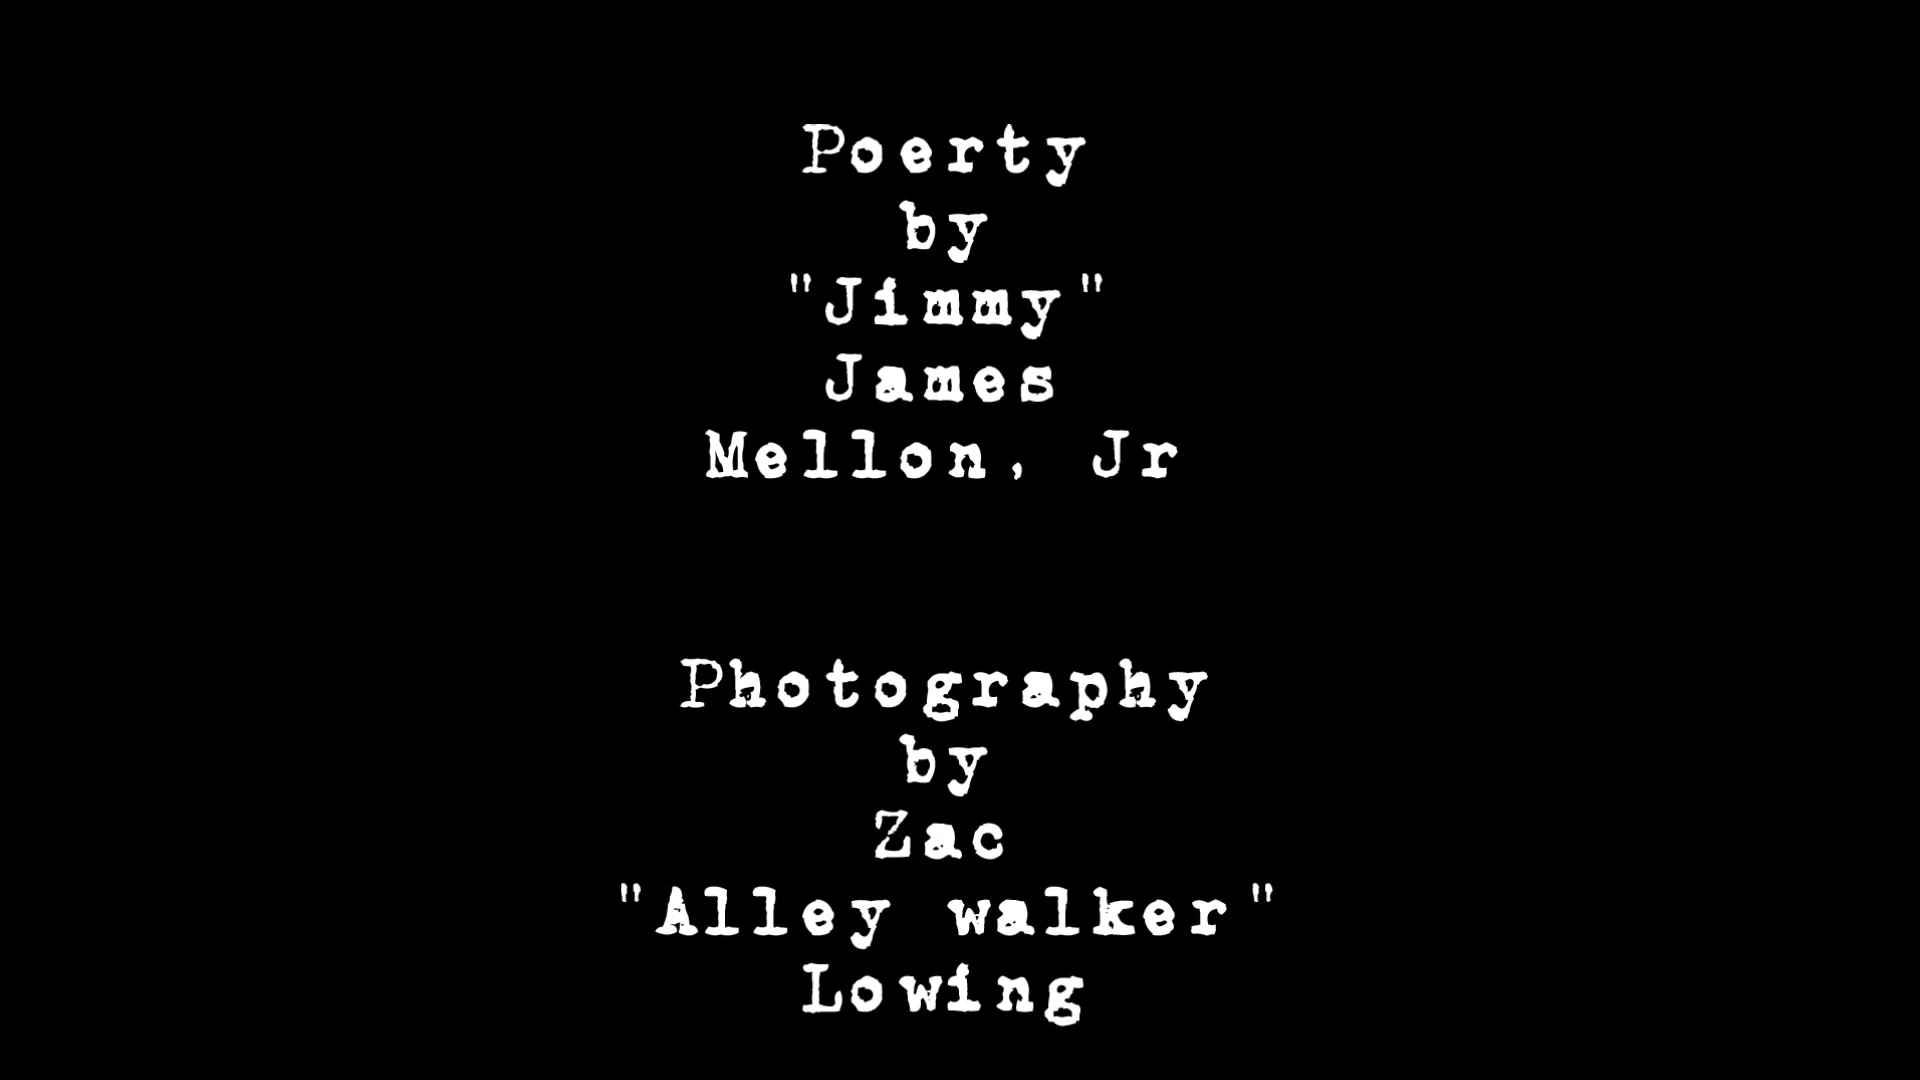 Poerty
by
"Jimmy"
James
Mellon, Jr
Photography
by
Zac
"Alley walker"
Lowing